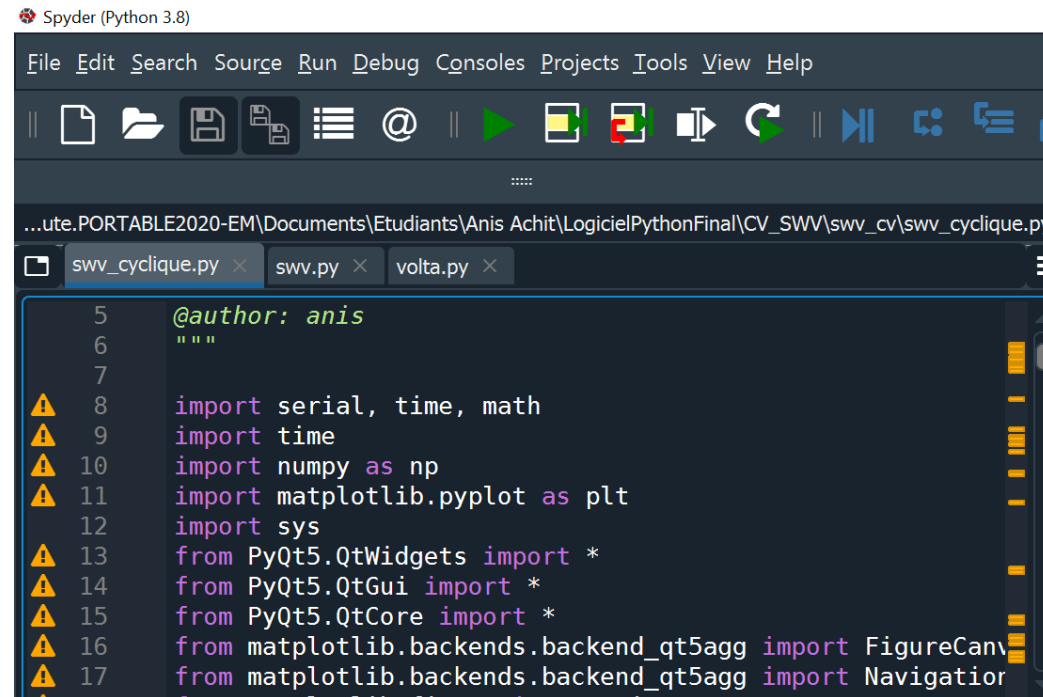 Spyder (Python 3.8)
File Edit Search Source Run Debug Consoles Projects Tools View Help
...ute.PORTABLE2020-EM\Documents\Etudiants\Anis Achit\LogicielPythonFinal\CV_SWV\swv_cv\swv_cyclique.py
swv_cyclique.py swv.py volta.py
5 @author: anis
6 """
7
8 import serial, time, math
9 import time
10 import numpy as np
11 import matplotlib.pyplot as plt
12 import sys
13 from PyQt5.QtWidgets import *
14 from PyQt5.QtGui import *
15 from PyQt5.QtCore import *
16 from matplotlib.backends.backend_qt5agg import FigureCanv
17 from matplotlib.backends.backend_qt5agg import Navigation